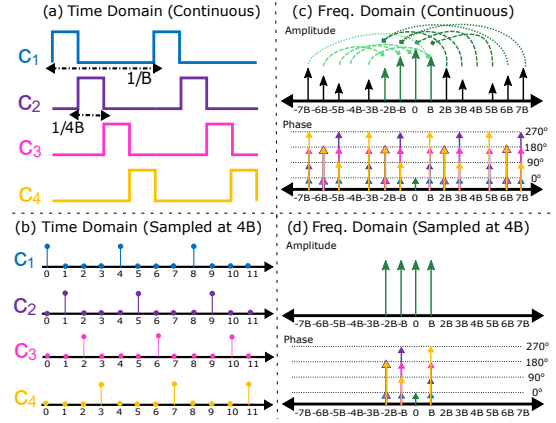 (a) Time Domain (Continuous)
C1
1/B
C2
1/4B
C3
C4
(c) Freq. Domain (Continuous)
Amplitude
-7B -6B -5B -4B -3B -2B -B 0 B 2B 3B 4B 5B 6B 7B
Phase
270°
180°
90°
0°
-7B -6B -5B -4B -3B -2B -B 0 B 2B 3B 4B 5B 6B 7B
(b) Time Domain (Sampled at 4B)
C1
0 1 2 3 4 5 6 7 8 9 10 11
C2
0 1 2 3 4 5 6 7 8 9 10 11
C3
0 1 2 3 4 5 6 7 8 9 10 11
C4
0 1 2 3 4 5 6 7 8 9 10 11
(d) Freq. Domain (Sampled at 4B)
Amplitude
-7B -6B -5B -4B -3B -2B -B 0 B 2B 3B 4B 5B 6B 7B
Phase
270°
180°
90°
0°
-7B -6B -5B -4B -3B -2B -B 0 B 2B 3B 4B 5B 6B 7B